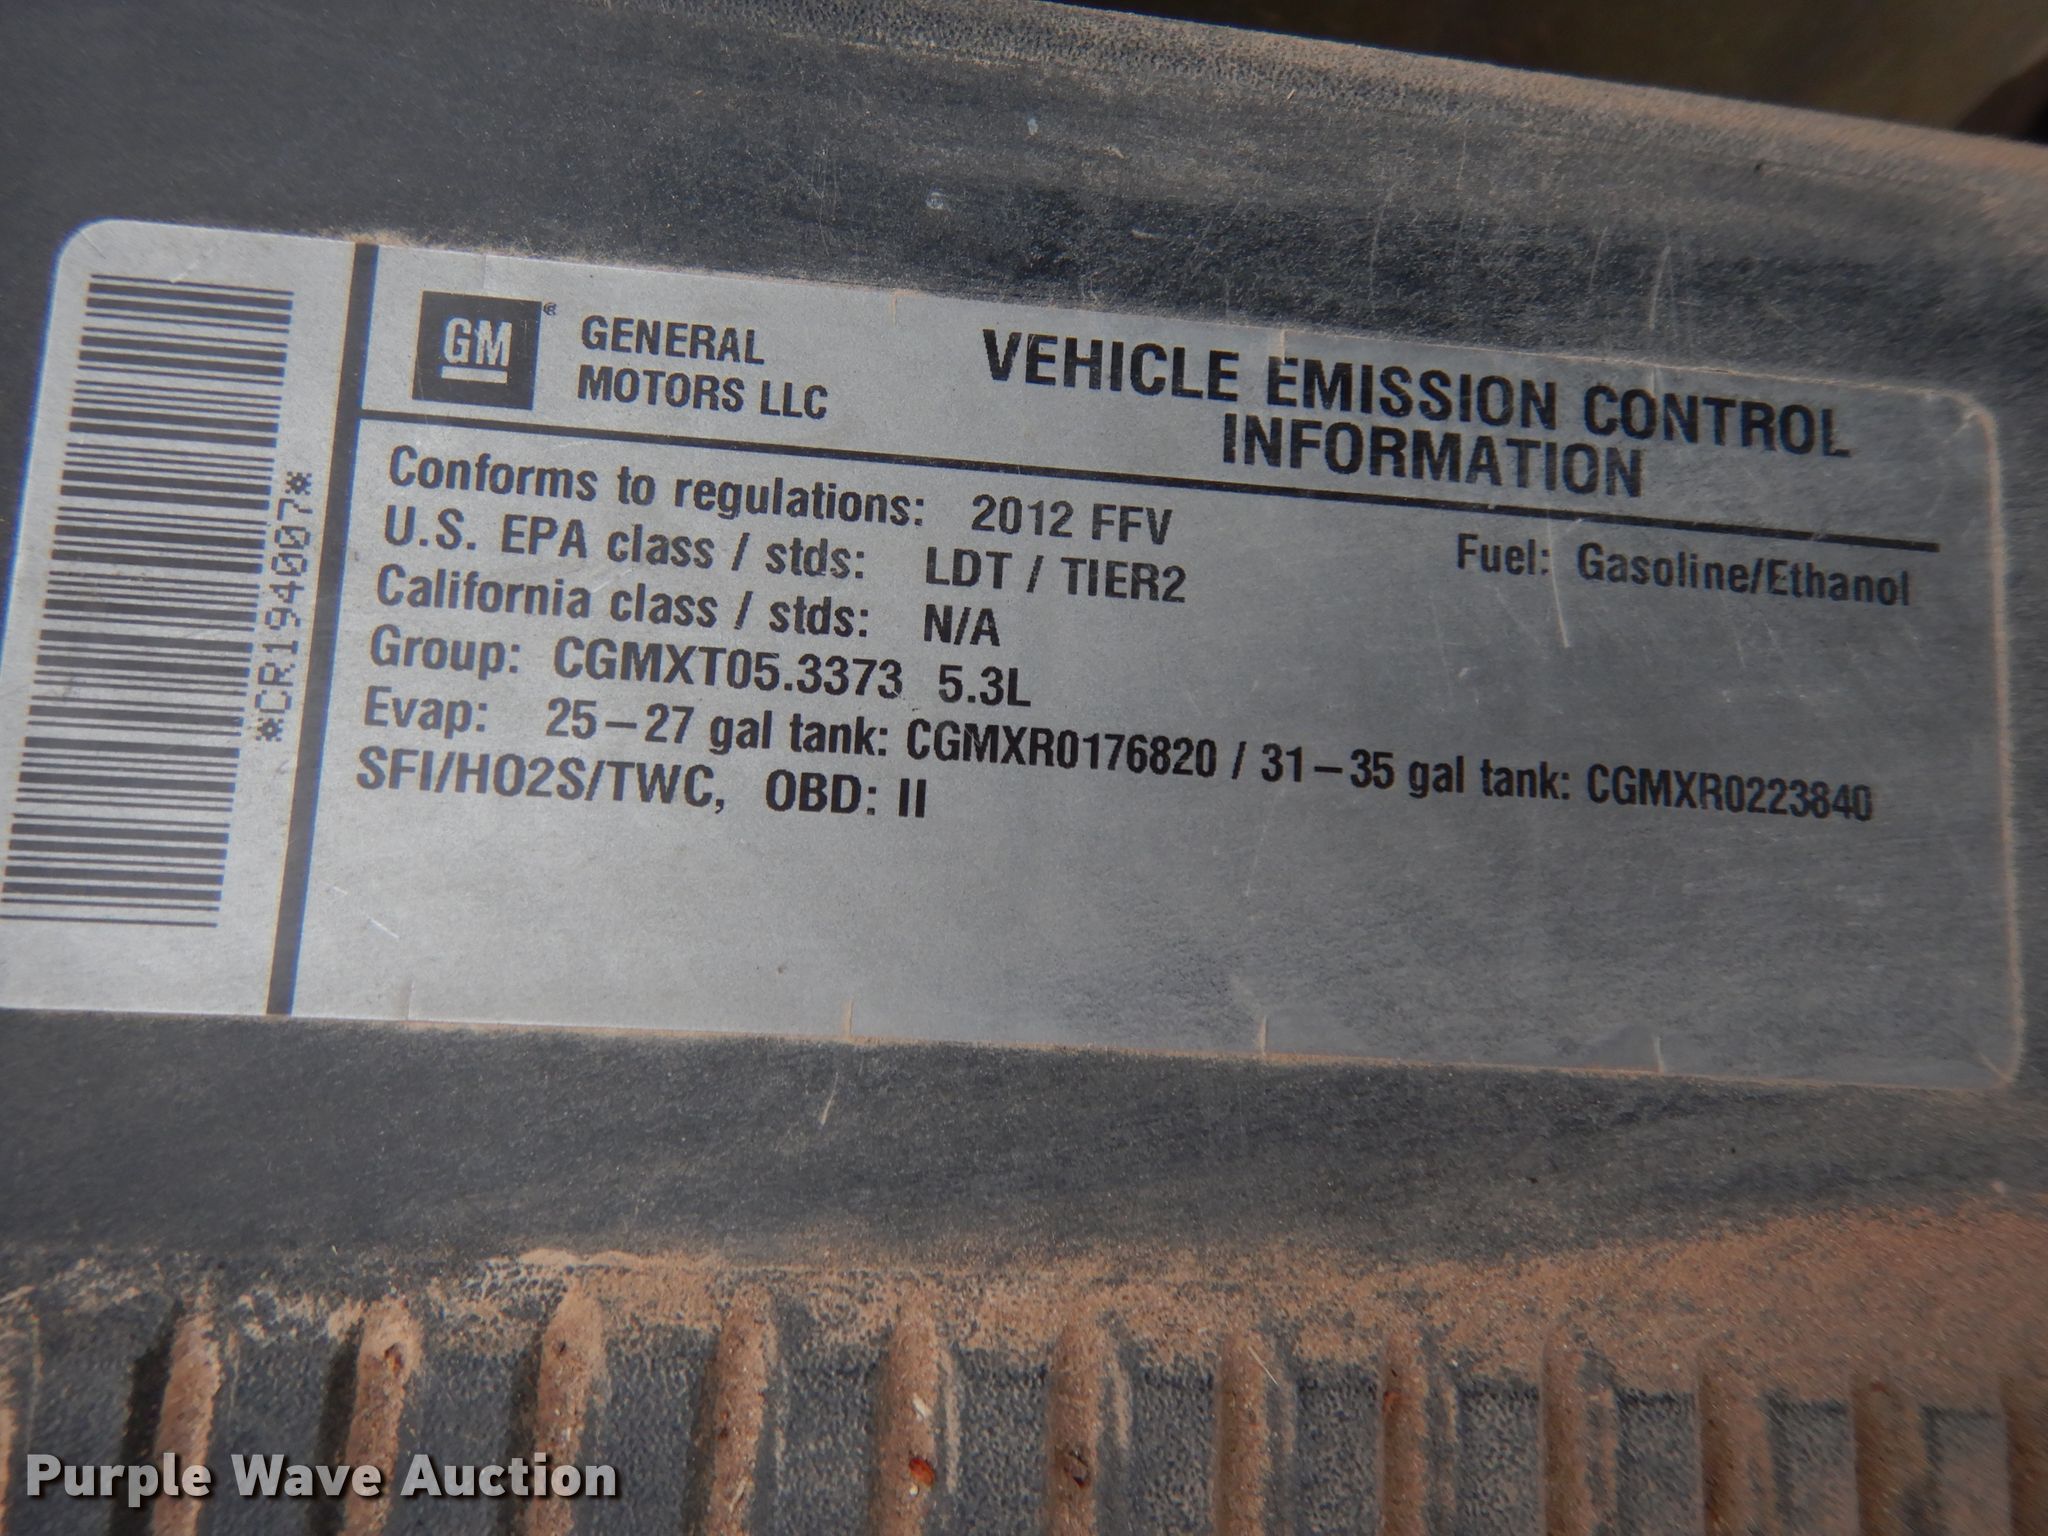 *CR194007*
GM®
GENERAL
MOTORS LLC
VEHICLE EMISSION CONTROL
INFORMATION
Conforms to regulations: 2012 FFV
Fuel: Gasoline/Ethanol
U.S. EPA class / stds: LDT / TIER2
California class / stds: N/A
Group: CGMXT05.3373 5.3L
Evap: 25–27 gal tank: CGMXR0176820 / 31–35 gal tank: CGMXR0223840
SFI/HO2S/TWC, OBD: II
Purple Wave Auction